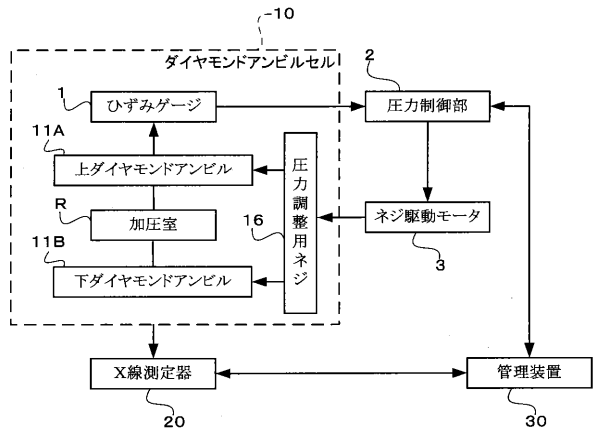 10
ダイヤモンドアンビルセル
1
ひずみゲージ
2
圧力制御部
11A
上ダイヤモンドアンビル
R
加圧室
16
圧力調整用ネジ
ネジ駆動モータ
3
11B
下ダイヤモンドアンビル
X線測定器
20
管理装置
30